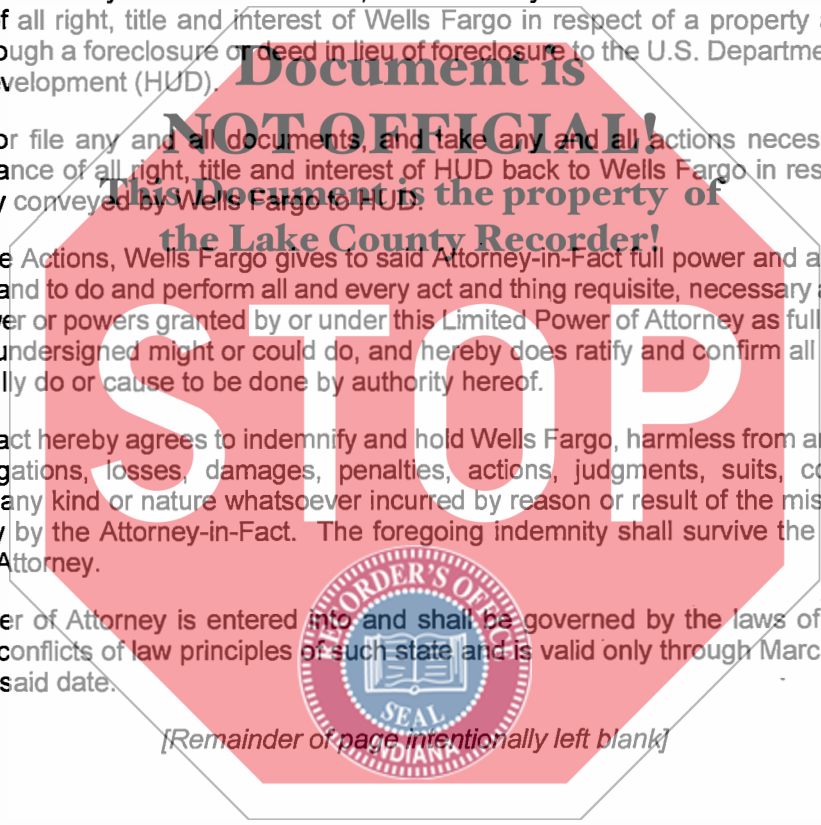 f all right, title and interest of Wells Fargo in respect of a property
ough a foreclosure or deed in lieu of foreclosure to the U.S. Departme
velopment (HUD).
Document is
NOT OFFICIAL!
This Document is the property of
the Lake County Recorder!
or file any and all documents, and take any and all actions neces
ance of all right, title and interest of HUD back to Wells Fargo in res
y conveyed by Wells Fargo to HUD.
e Actions, Wells Fargo gives to said Attorney-in-Fact full power and a
and to do and perform all and every act and thing requisite, necessary a
er or powers granted by or under this Limited Power of Attorney as full
undersigned might or could do, and hereby does ratify and confirm all
lly do or cause to be done by authority hereof.
STOP
act hereby agrees to indemnify and hold Wells Fargo, harmless from a
gations, losses, damages, penalties, actions, judgments, suits, co
any kind or nature whatsoever incurred by reason or result of the mis
y by the Attorney-in-Fact. The foregoing indemnity shall survive the
Attorney.
er of Attorney is entered into and shall be governed by the laws of
conflicts of law principles of such state and is valid only through Marc
said date.
RECORDER'S OFFICE
SEAL
INDIANA
[Remainder of page intentionally left blank]